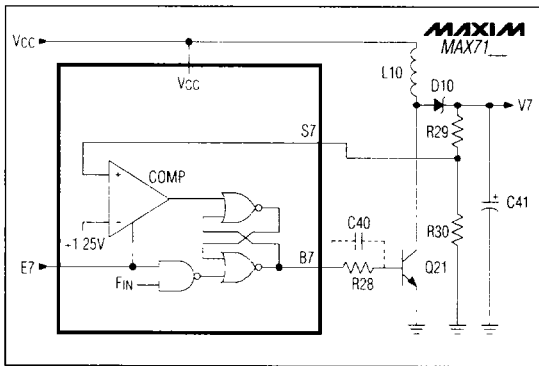 MAXIM
MAX71__
VCC
VCC
L10
D10
V7
S7
R29
COMP
+
−
+1.25V
C41
+
C40
R30
E7
FIN
B7
R28
Q21